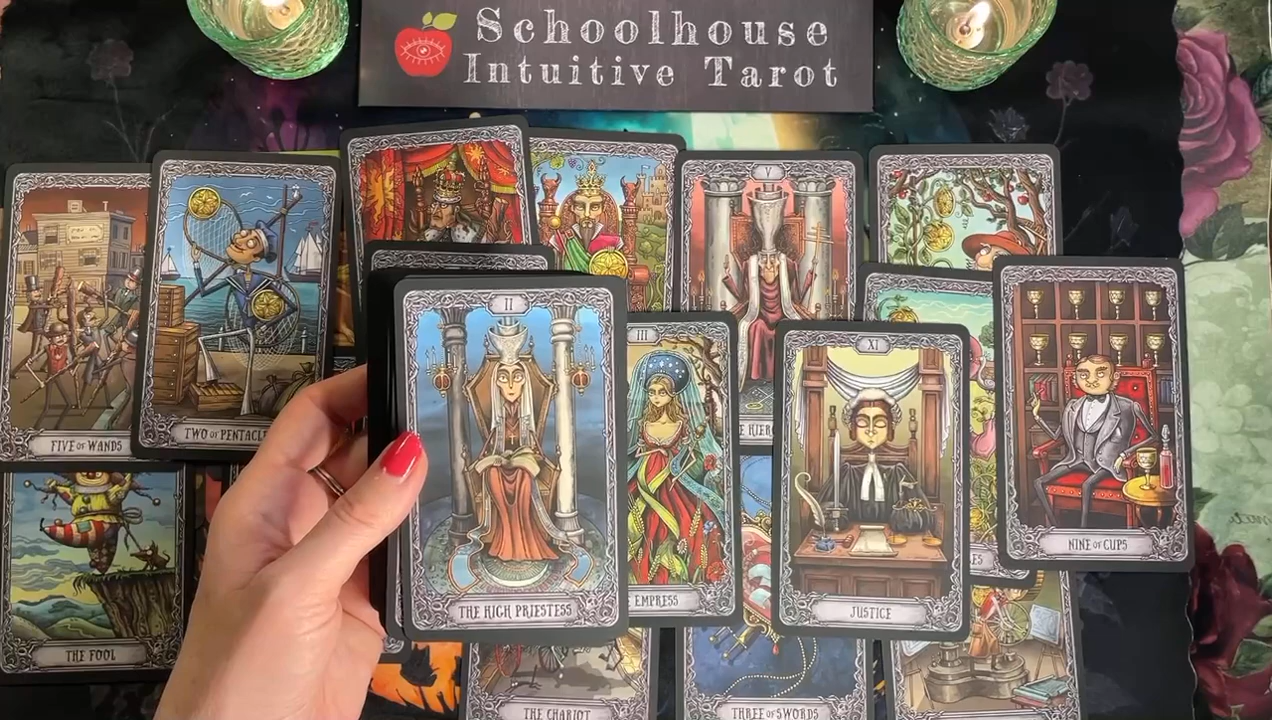 Schoolhouse
Intuitive Tarot
V
FIVE OF WANDS
TWO OF PENTACL
II
THE HIGH PRIESTESS
III
EMPRESS
XI
JUSTICE
NINE OF CUPS
THE FOOL
THE CHARIOT
THREE OF SWORDS